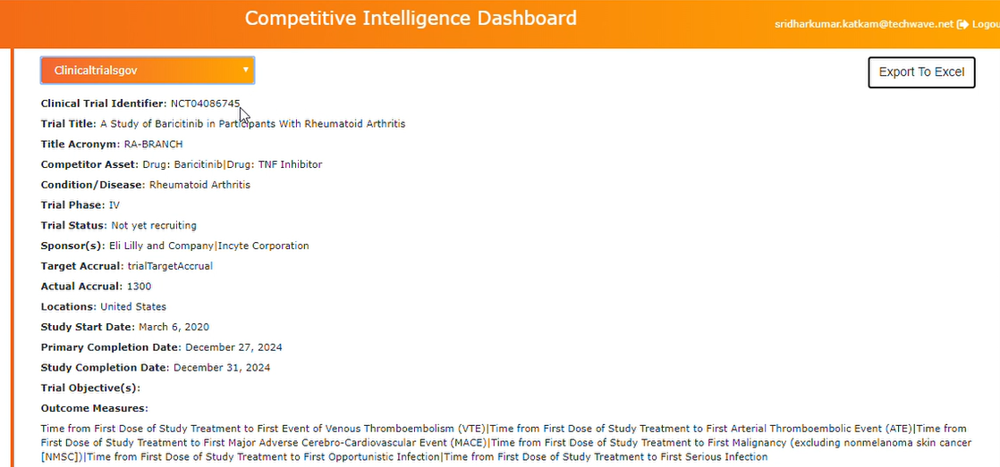 Competitive Intelligence Dashboard
sridharkumar.katkam@techwave.net
Clinicaltrialsgov
Export To Excel
Clinical Trial Identifier: NCT04086745
Trial Title: A Study of Baricitinib in Participants With Rheumatoid Arthritis
Title Acronym: RA-BRANCH
Competitor Asset: Drug: Baricitinib|Drug: TNF Inhibitor
Condition/Disease: Rheumatoid Arthritis
Trial Phase: IV
Trial Status: Not yet recruiting
Sponsor(s): Eli Lilly and Company|Incyte Corporation
Target Accrual: trialTargetAccrual
Actual Accrual: 1300
Locations: United States
Study Start Date: March 6, 2020
Primary Completion Date: December 27, 2024
Study Completion Date: December 31, 2024
Trial Objective(s):
Outcome Measures:
Time from First Dose of Study Treatment to First Event of Venous Thromboembolism (VTE)|Time from First Dose of Study Treatment to First Arterial Thromboembolic Event (ATE)|Time from
First Dose of Study Treatment to First Major Adverse Cerebro-Cardiovascular Event (MACE)|Time from First Dose of Study Treatment to First Malignancy (excluding nonmelanoma skin cancer
[NMSC])|Time from First Dose of Study Treatment to First Opportunistic Infection|Time from First Dose of Study Treatment to First Serious Infection